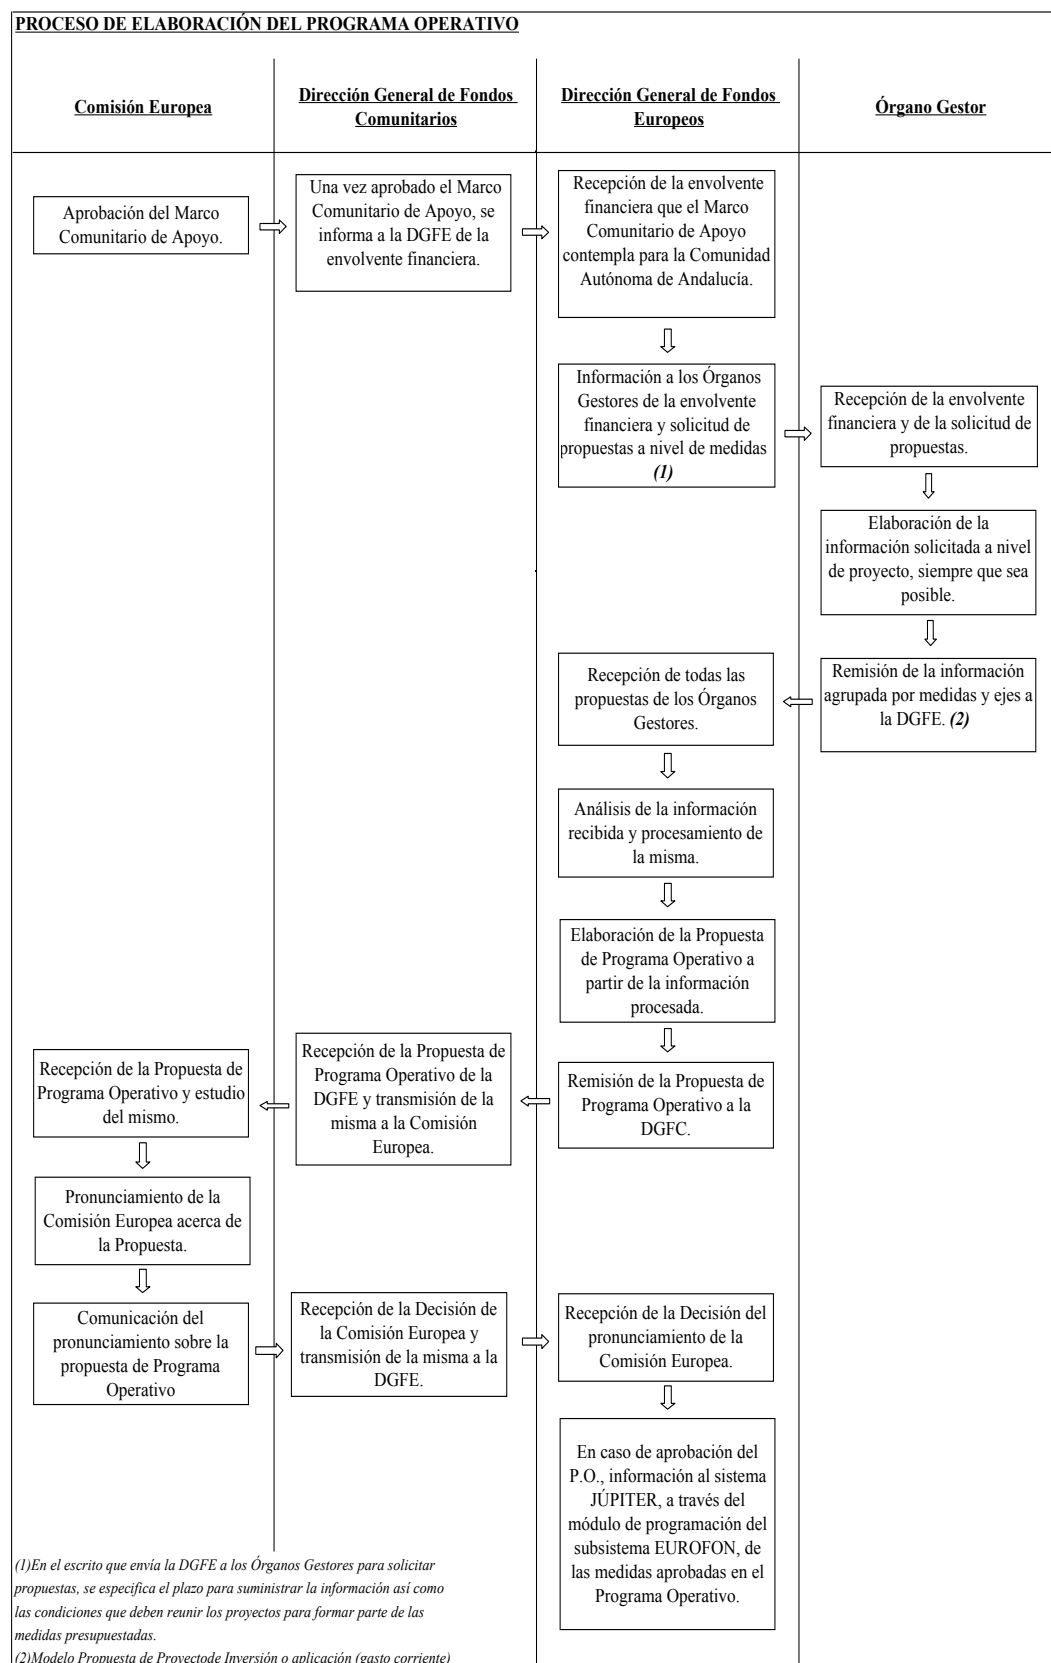 PROCESO DE ELABORACIÓN DEL PROGRAMA OPERATIVO
Comisión Europea
Dirección General de Fondos
Comunitarios
Dirección General de Fondos
Europeos
Órgano Gestor
Aprobación del Marco
Comunitario de Apoyo.
Una vez aprobado el Marco
Comunitario de Apoyo, se
informa a la DGFE de la
envolvente financiera.
Recepción de la envolvente
financiera que el Marco
Comunitario de Apoyo
contempla para la Comunidad
Autónoma de Andalucía.
Información a los Órganos
Gestores de la envolvente
financiera y solicitud de
propuestas a nivel de medidas
(1)
Recepción de la envolvente
financiera y de la solicitud de
propuestas.
Elaboración de la
información solicitada a nivel
de proyecto, siempre que sea
posible.
Remisión de la información
agrupada por medidas y ejes a
la DGFE. (2)
Recepción de todas las
propuestas de los Órganos
Gestores.
Análisis de la información
recibida y procesamiento de
la misma.
Elaboración de la Propuesta
de Programa Operativo a
partir de la información
procesada.
Remisión de la Propuesta de
Programa Operativo a la
DGFC.
Recepción de la Propuesta de
Programa Operativo de la
DGFE y transmisión de la
misma a la Comisión
Europea.
Recepción de la Propuesta de
Programa Operativo y estudio
del mismo.
Pronunciamiento de la
Comisión Europea acerca de
la Propuesta.
Comunicación del
pronunciamiento sobre la
propuesta de Programa
Operativo
Recepción de la Decisión de
la Comisión Europea y
transmisión de la misma a la
DGFE.
Recepción de la Decisión del
pronunciamiento de la
Comisión Europea.
En caso de aprobación del
P.O., información al sistema
JÚPITER, a través del
módulo de programación del
subsistema EUROFON, de
las medidas aprobadas en el
Programa Operativo.
(1)En el escrito que envía la DGFE a los Órganos Gestores para solicitar
propuestas, se especifica el plazo para suministrar la información así como
las condiciones que deben reunir los proyectos para formar parte de las
medidas presupuestadas.
(2)Modelo Propuesta de Proyectode Inversión o aplicación (gasto corriente)